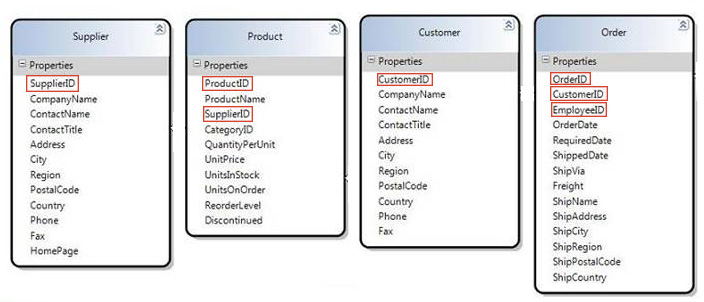 Supplier
Properties
SupplierID
CompanyName
ContactName
ContactTitle
Address
City
Region
PostalCode
Country
Phone
Fax
HomePage
Product
Properties
ProductID
ProductName
SupplierID
CategoryID
QuantityPerUnit
UnitPrice
UnitsInStock
UnitsOnOrder
ReorderLevel
Discontinued
Customer
Properties
CustomerID
CompanyName
ContactName
ContactTitle
Address
City
Region
PostalCode
Country
Phone
Fax
Order
Properties
OrderID
CustomerID
EmployeeID
OrderDate
RequiredDate
ShippedDate
ShipVia
Freight
ShipName
ShipAddress
ShipCity
ShipRegion
ShipPostalCode
ShipCountry